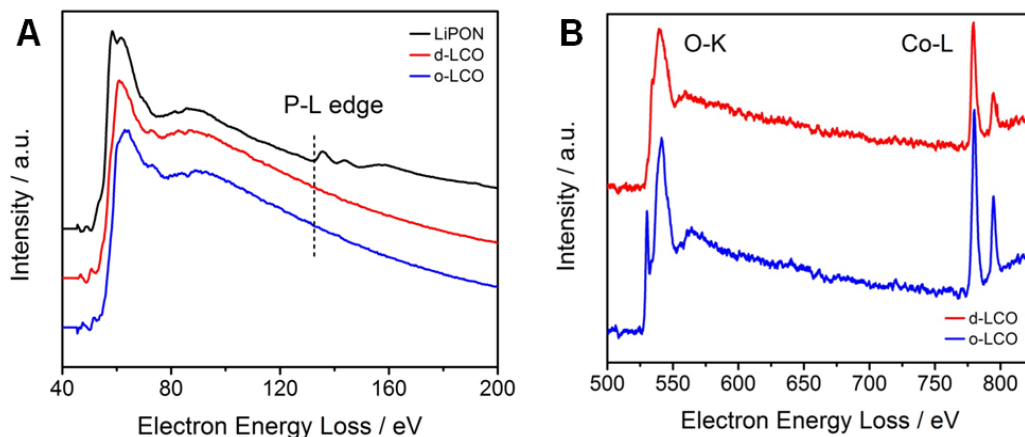 A
LiPON
d-LCO
o-LCO
P-L edge
Intensity / a.u.
40 80 120 160 200
Electron Energy Loss / eV
B
O-K Co-L
Intensity / a.u.
d-LCO
o-LCO
500 550 600 650 700 750 800
Electron Energy Loss / eV